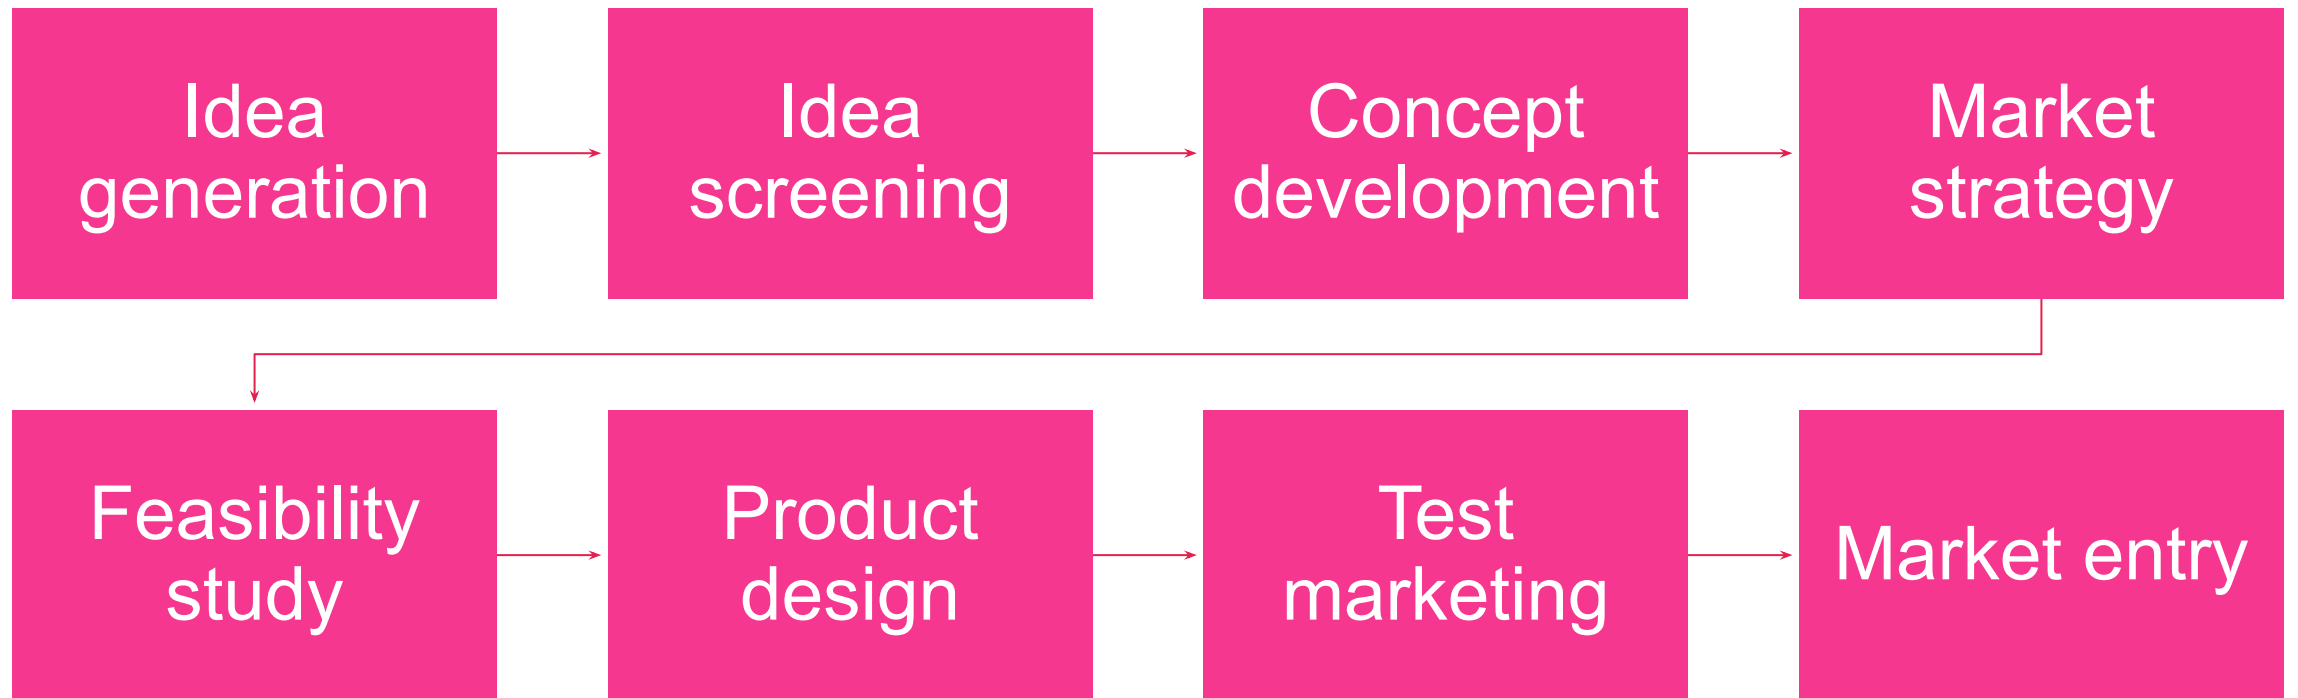 Idea
generation
Idea
screening
Concept
development
Market
strategy
Feasibility
study
Product
design
Test
marketing
Market entry